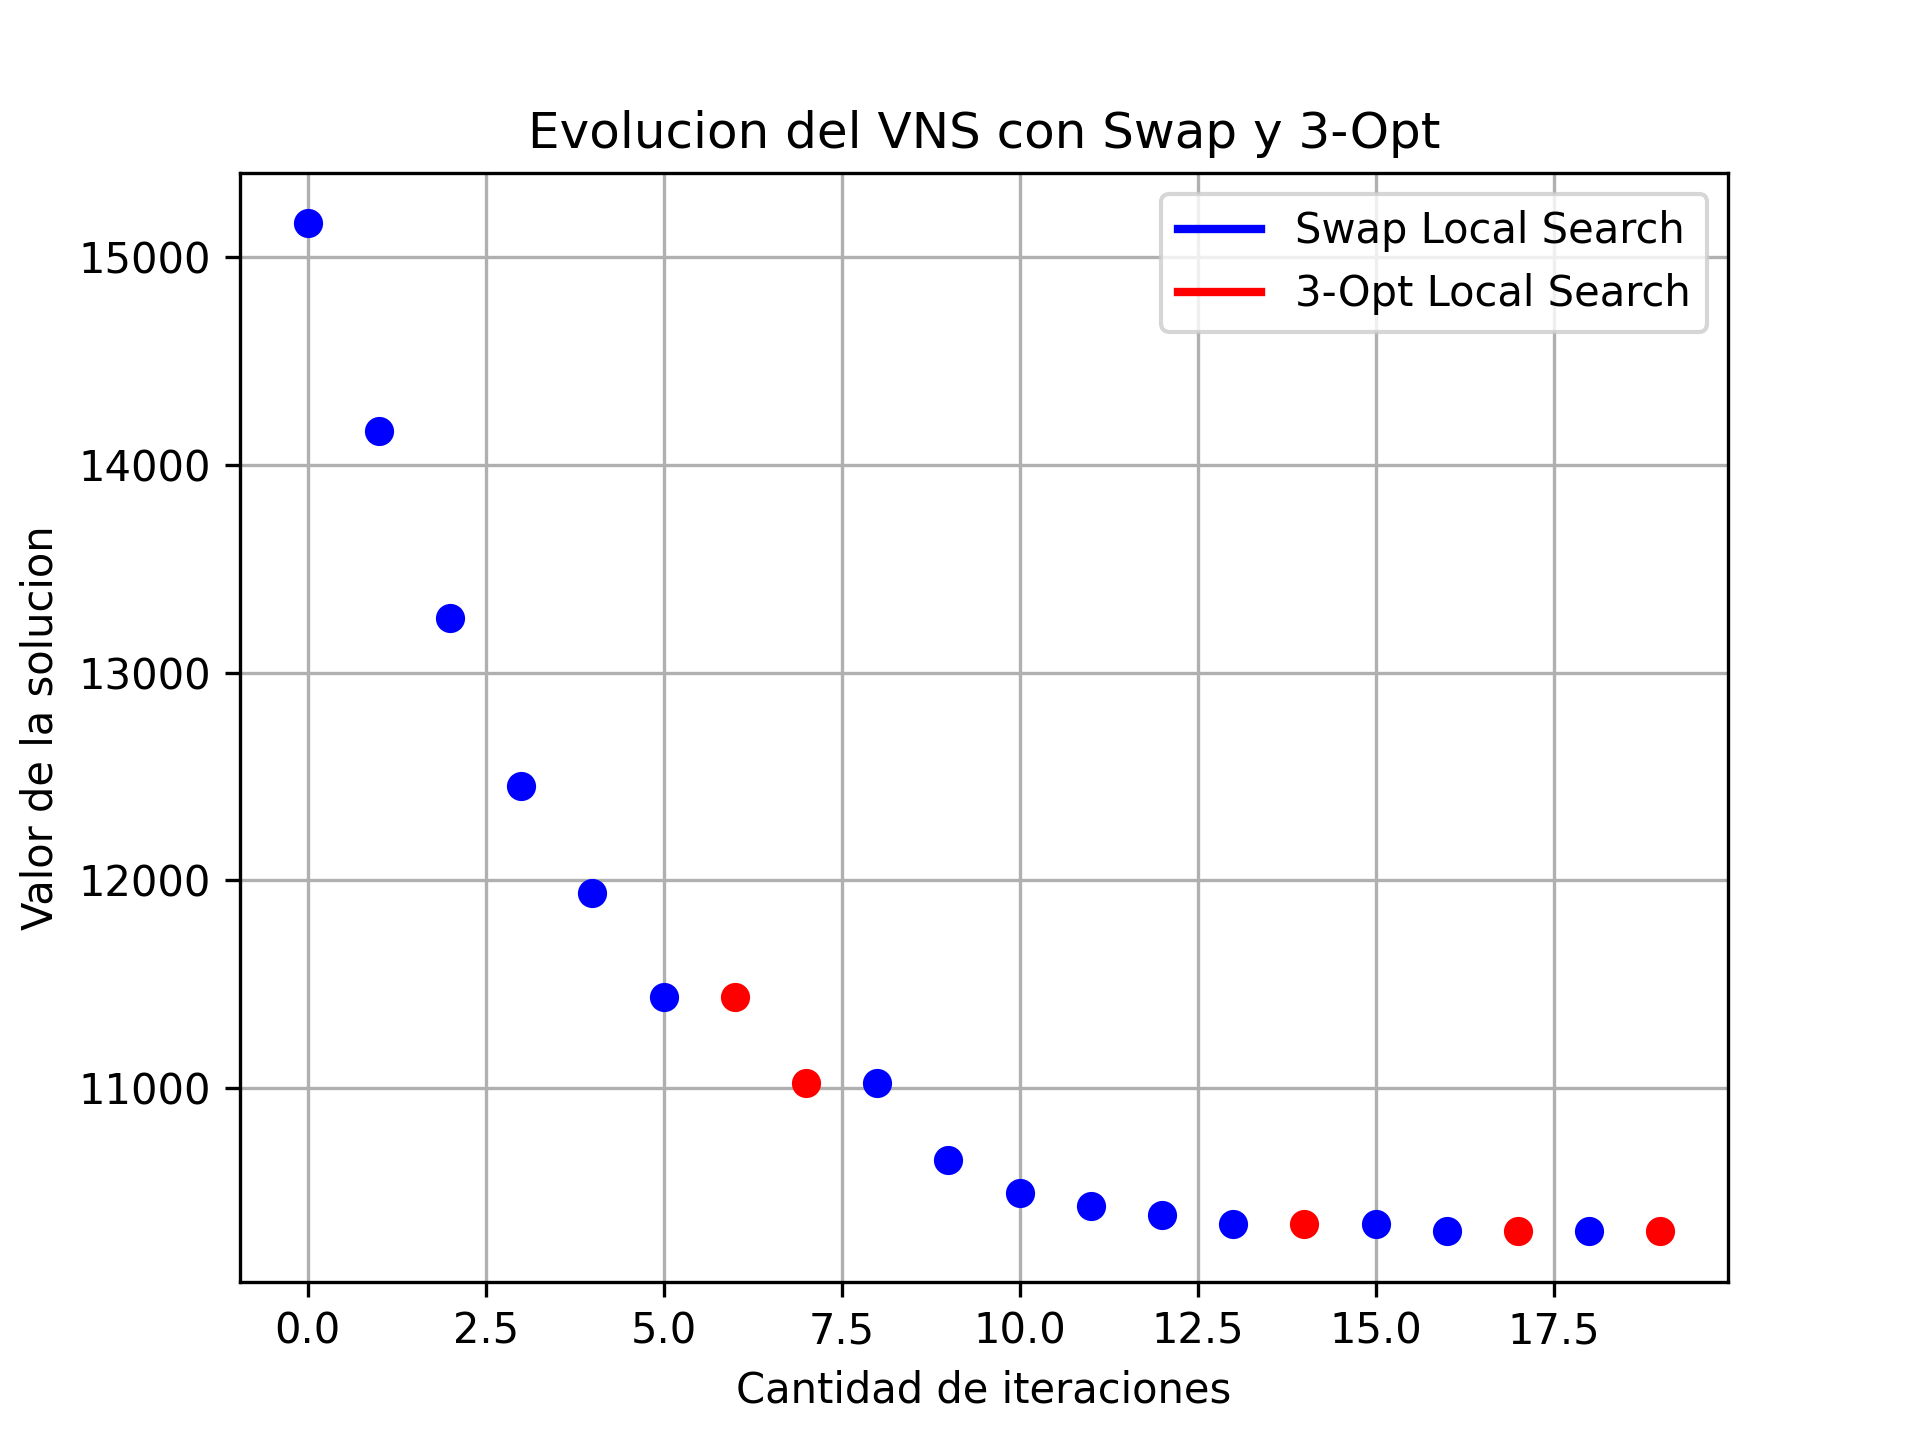 Evolucion del VNS con Swap y 3-Opt
Swap Local Search
3-Opt Local Search
15000
14000
13000
12000
11000
Valor de la solucion
0.0 2.5 5.0 7.5 10.0 12.5 15.0 17.5
Cantidad de iteraciones